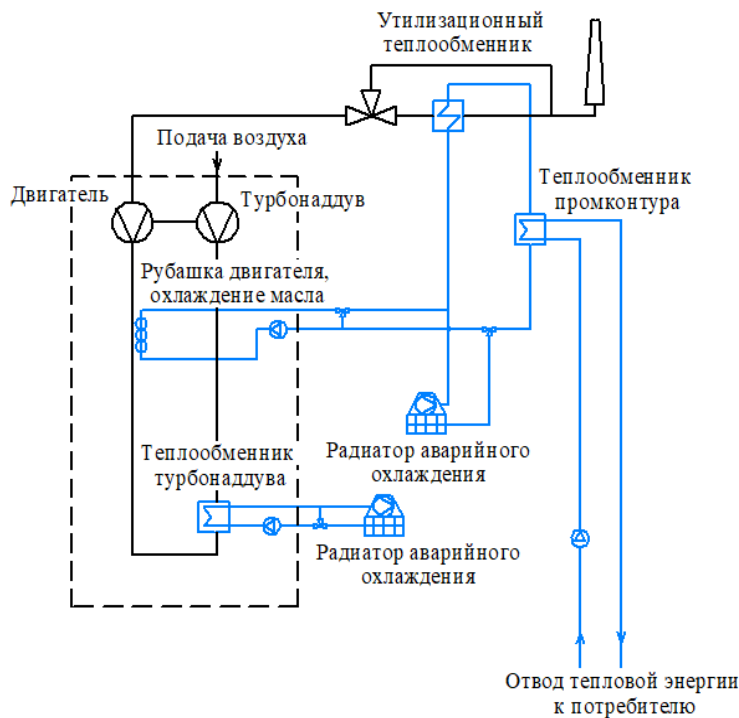 Утилизационный
теплообменник
Подача воздуха
Двигатель
Турбонаддув
Теплообменник
промконтура
Рубашка двигателя,
охлаждение масла
Радиатор аварийного
охлаждения
Теплообменник
турбонаддува
Радиатор аварийного
охлаждения
Отвод тепловой энергии
к потребителю